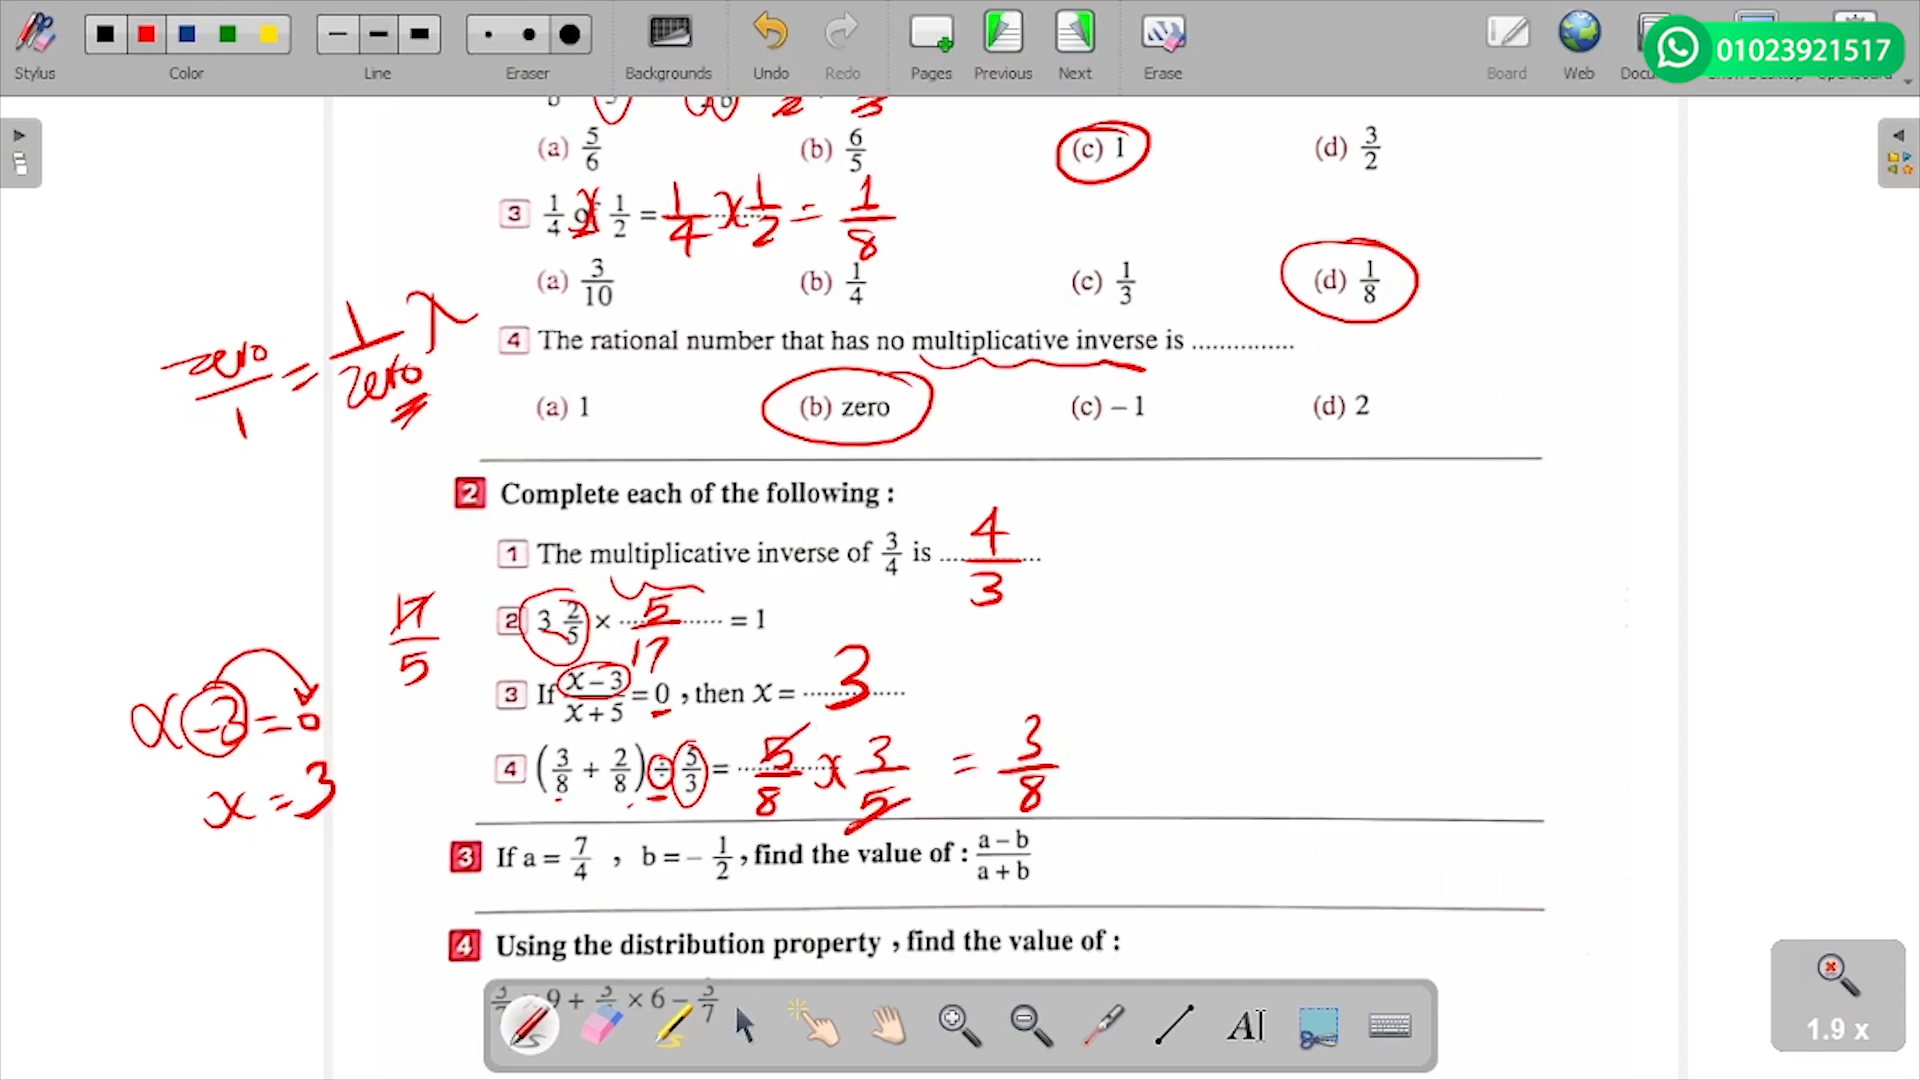 Stylus Color Line Eraser Backgrounds Undo Redo Pages Previous Next Erase Board Web
01023921517
(a) 5/6 (b) 6/5 (c) 1 (d) 3/2
3 1/4 of 1/2 = 1/4 x 1/2 = 1/8
(a) 3/10 (b) 1/4 (c) 1/3 (d) 1/8
4 The rational number that has no multiplicative inverse is ...............
zero/1 = 1/zero
(a) 1 (b) zero (c) – 1 (d) 2
2 Complete each of the following :
1 The multiplicative inverse of 3/4 is 4/3
2 3 2/5 × 5/17 = 1
17/5
3 If x – 3/x + 5 = 0 , then x = 3
x - 3 = 0
x = 3
4 (3/8 + 2/8) ÷ 5/3 = 5/8 x 3/5 = 3/8
3 If a = 7/4 , b = – 1/2 , find the value of : a – b/a + b
4 Using the distribution property , find the value of :
9 + × 6 – /7
1.9 x